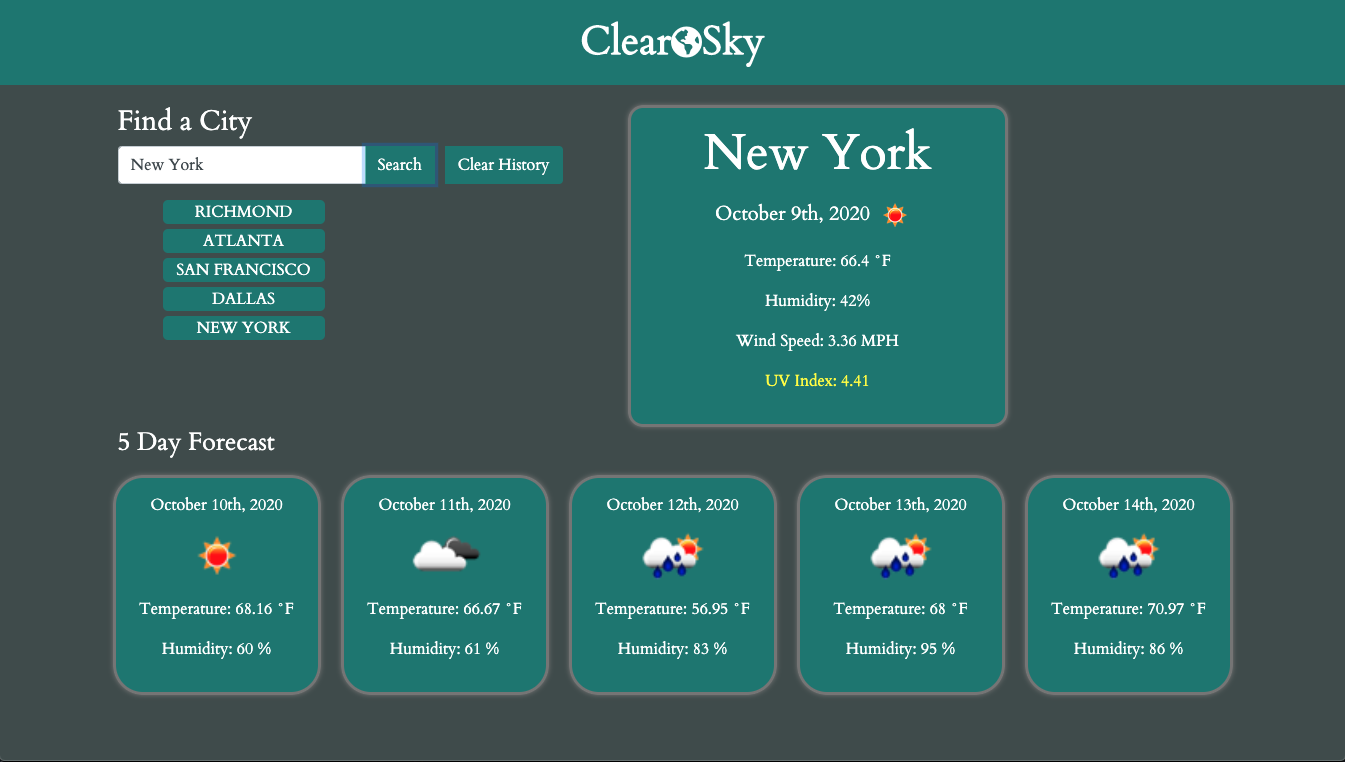 Clear Sky
Find a City
New York
Search
Clear History
RICHMOND
ATLANTA
SAN FRANCISCO
DALLAS
NEW YORK
New York
October 9th, 2020
Temperature: 66.4 °F
Humidity: 42%
Wind Speed: 3.36 MPH
UV Index: 4.41
5 Day Forecast
October 10th, 2020
Temperature: 68.16 °F
Humidity: 60 %
October 11th, 2020
Temperature: 66.67 °F
Humidity: 61 %
October 12th, 2020
Temperature: 56.95 °F
Humidity: 83 %
October 13th, 2020
Temperature: 68 °F
Humidity: 95 %
October 14th, 2020
Temperature: 70.97 °F
Humidity: 86 %